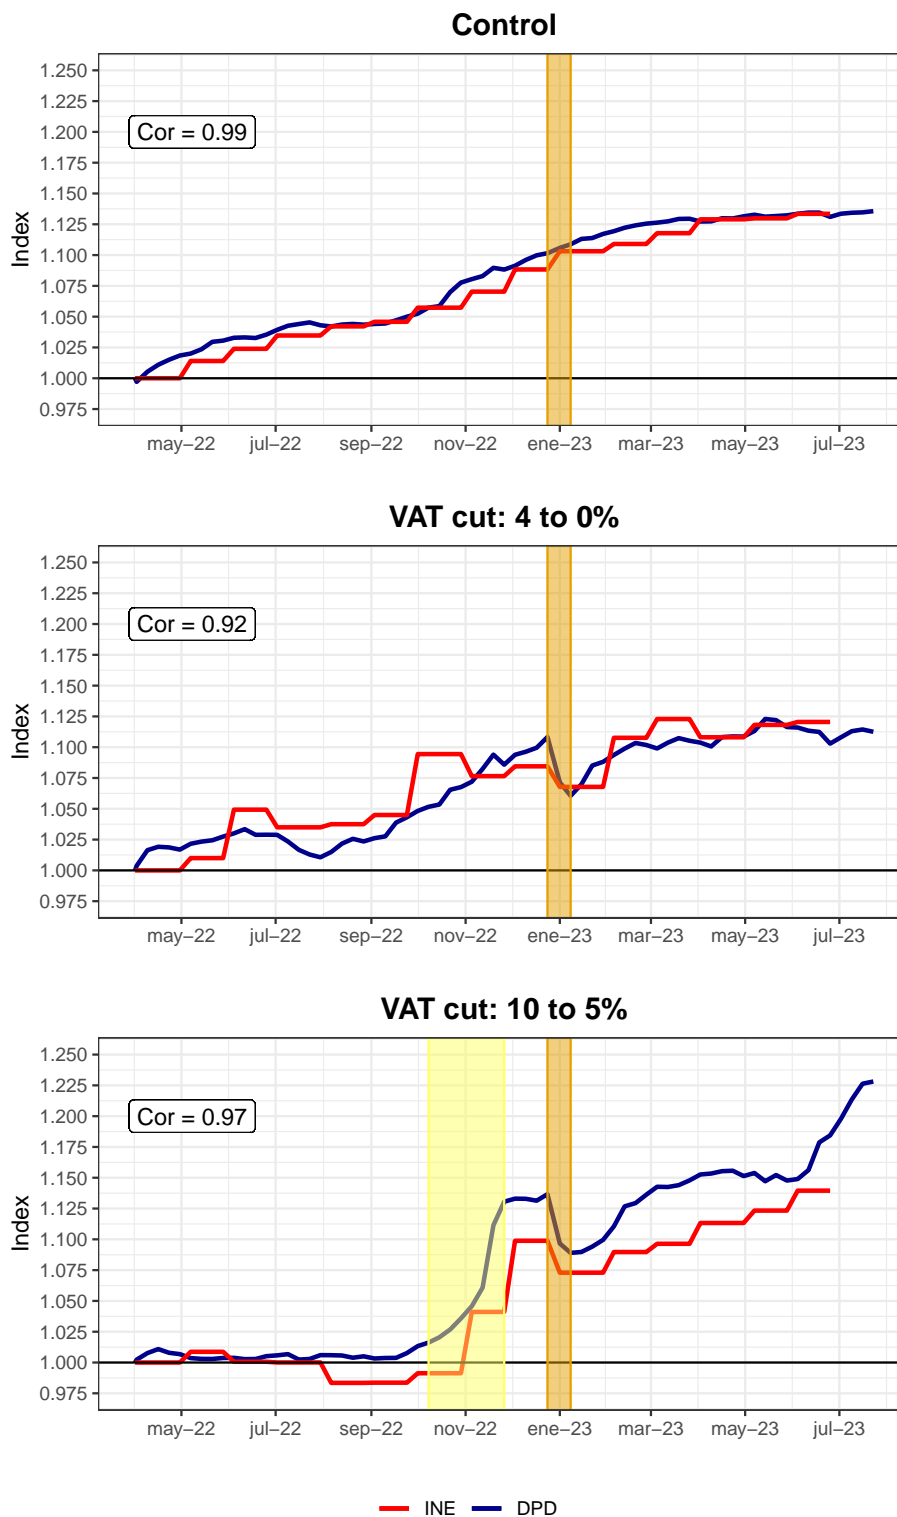 Control
Index
1.250
1.225
1.200
1.175
1.150
1.125
1.100
1.075
1.050
1.025
1.000
0.975
Cor = 0.99
may–22 jul–22 sep–22 nov–22 ene–23 mar–23 may–23 jul–23
VAT cut: 4 to 0%
Index
1.250
1.225
1.200
1.175
1.150
1.125
1.100
1.075
1.050
1.025
1.000
0.975
Cor = 0.92
may–22 jul–22 sep–22 nov–22 ene–23 mar–23 may–23 jul–23
VAT cut: 10 to 5%
Index
1.250
1.225
1.200
1.175
1.150
1.125
1.100
1.075
1.050
1.025
1.000
0.975
Cor = 0.97
may–22 jul–22 sep–22 nov–22 ene–23 mar–23 may–23 jul–23
INE DPD